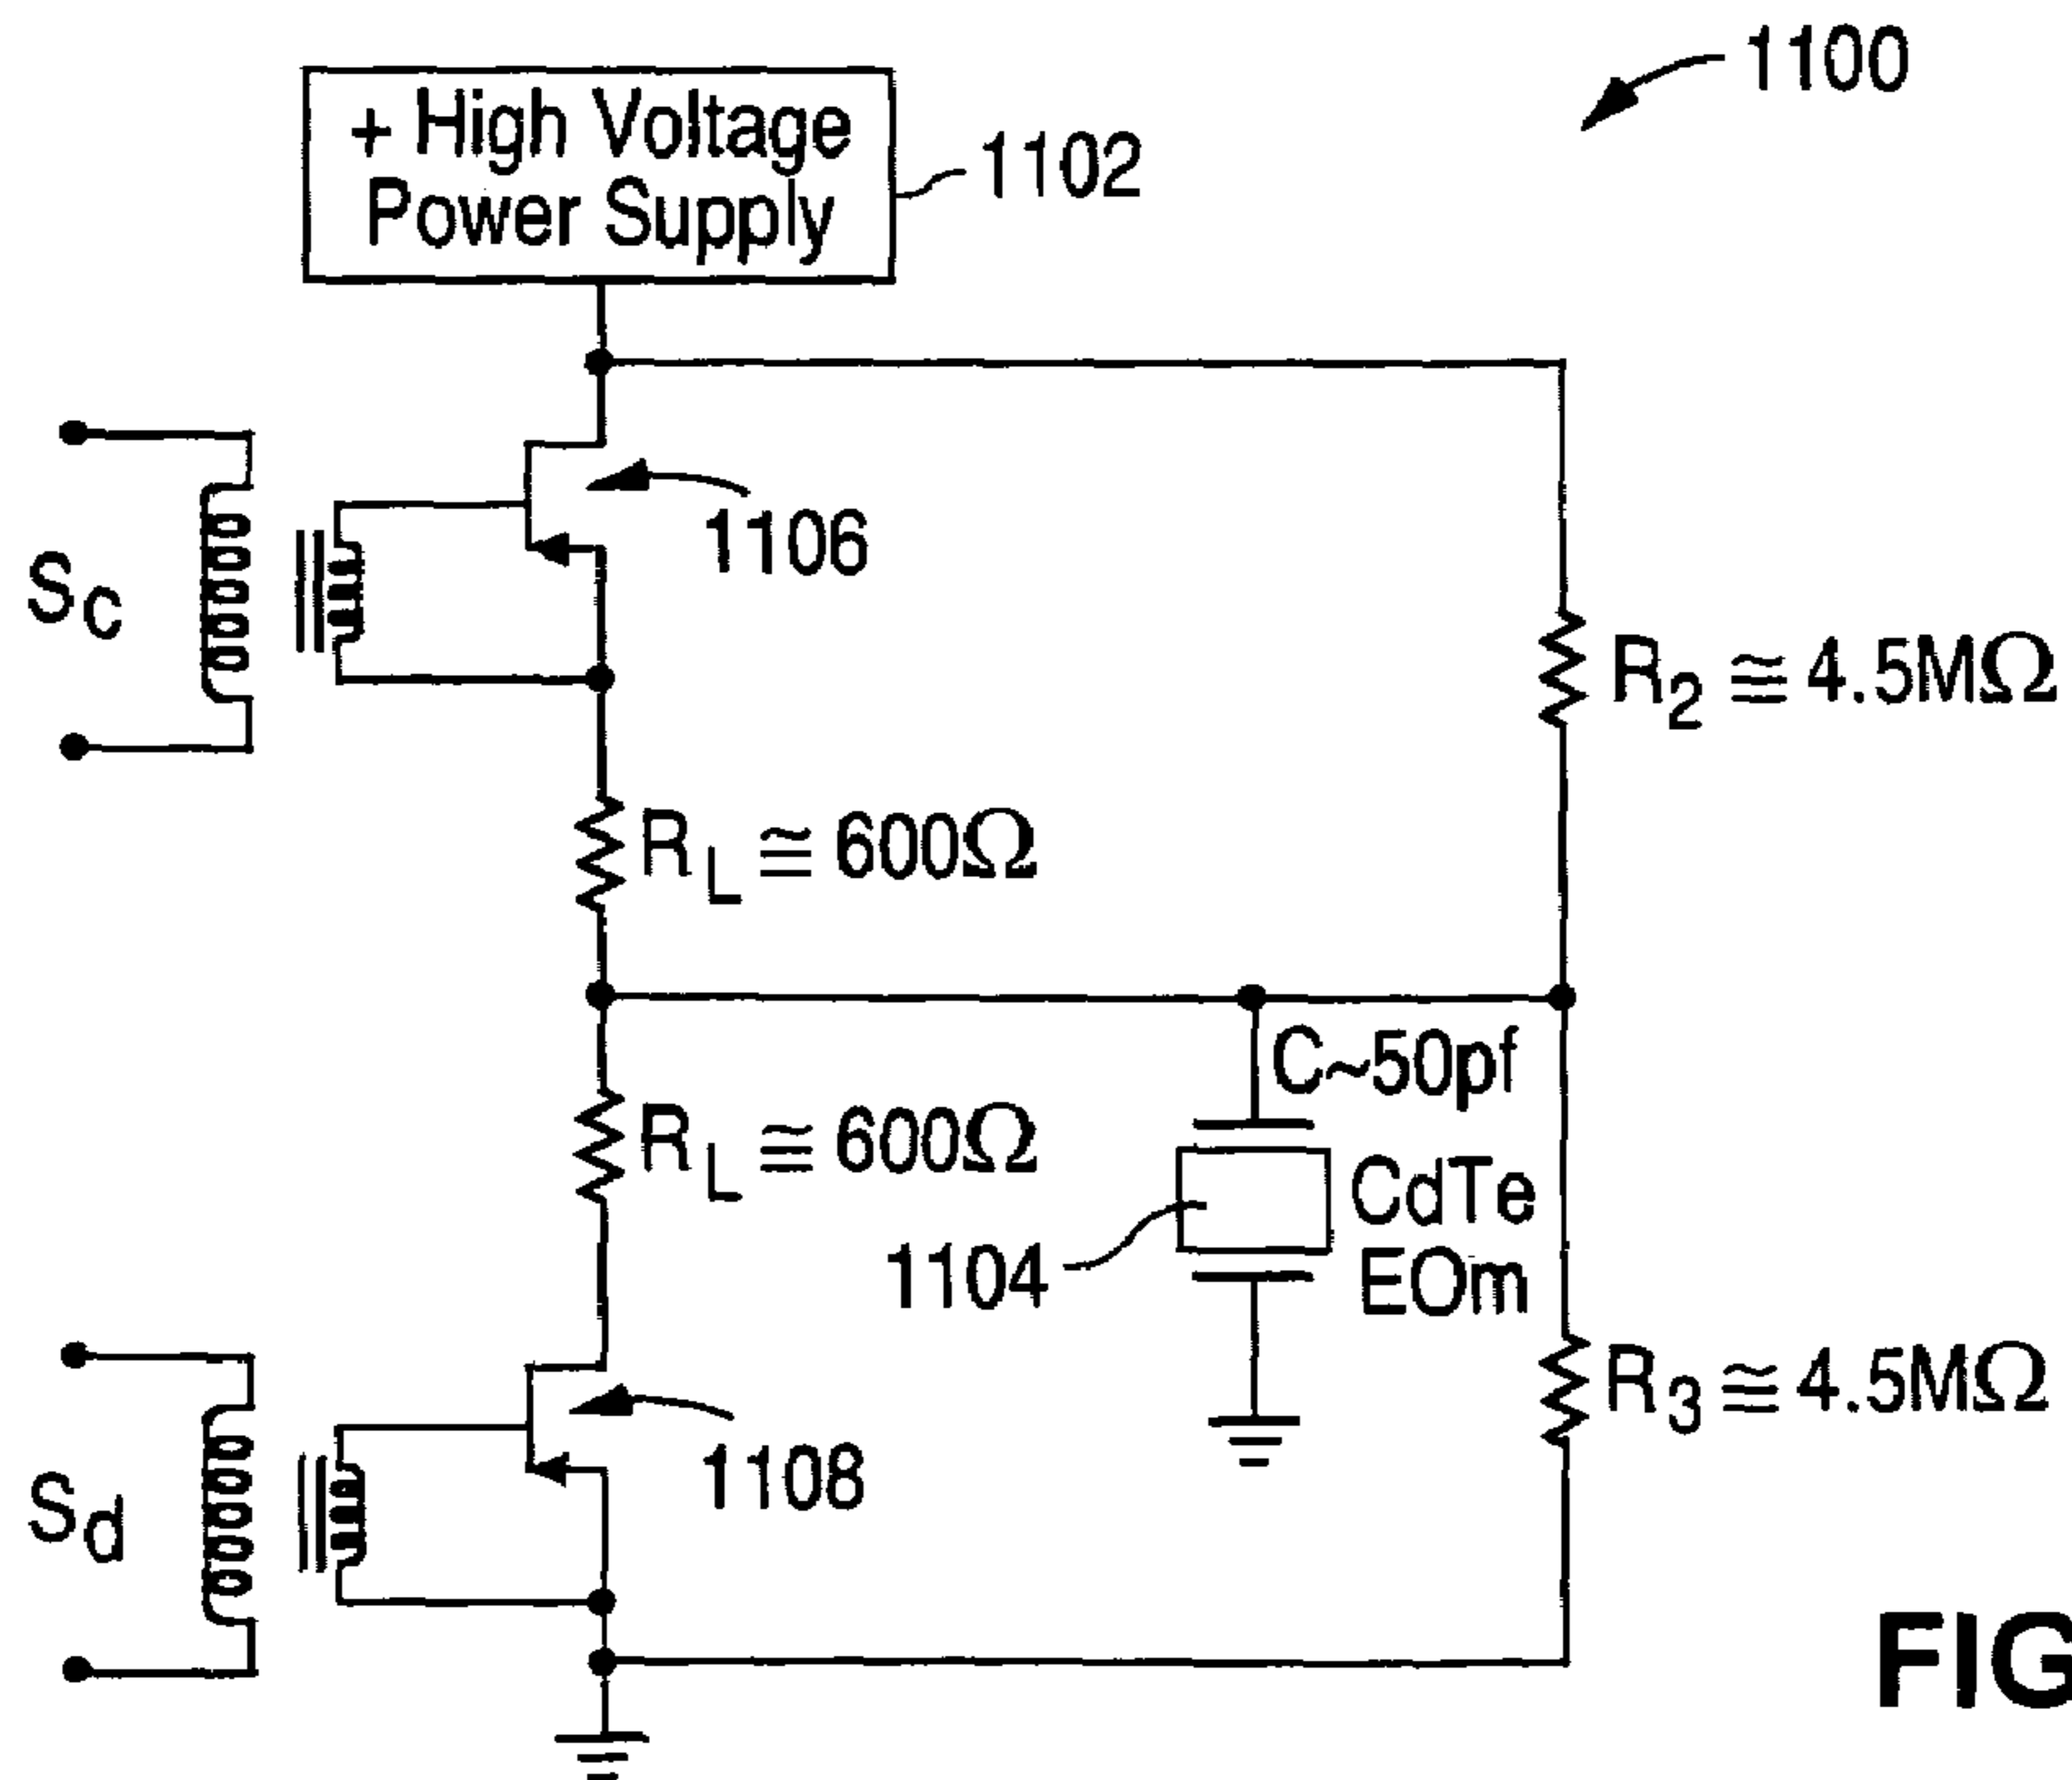 1100
+ High Voltage
Power Supply
1102
1106
Sc
R2 ≅ 4.5MΩ
RL ≅ 600Ω
C~50pf
RL ≅ 600Ω
CdTe
EOm
1104
R3 ≅ 4.5MΩ
1108
Sd
FIG